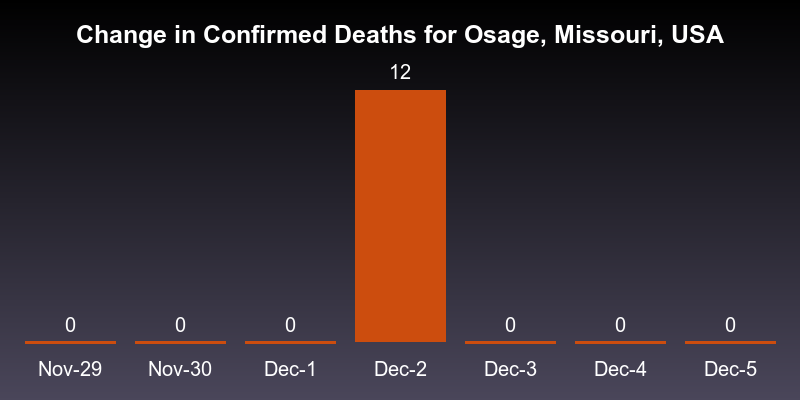 Change in Confirmed Deaths for Osage, Missouri, USA
12
0 0 0 0 0 0
Nov-29 Nov-30 Dec-1 Dec-2 Dec-3 Dec-4 Dec-5